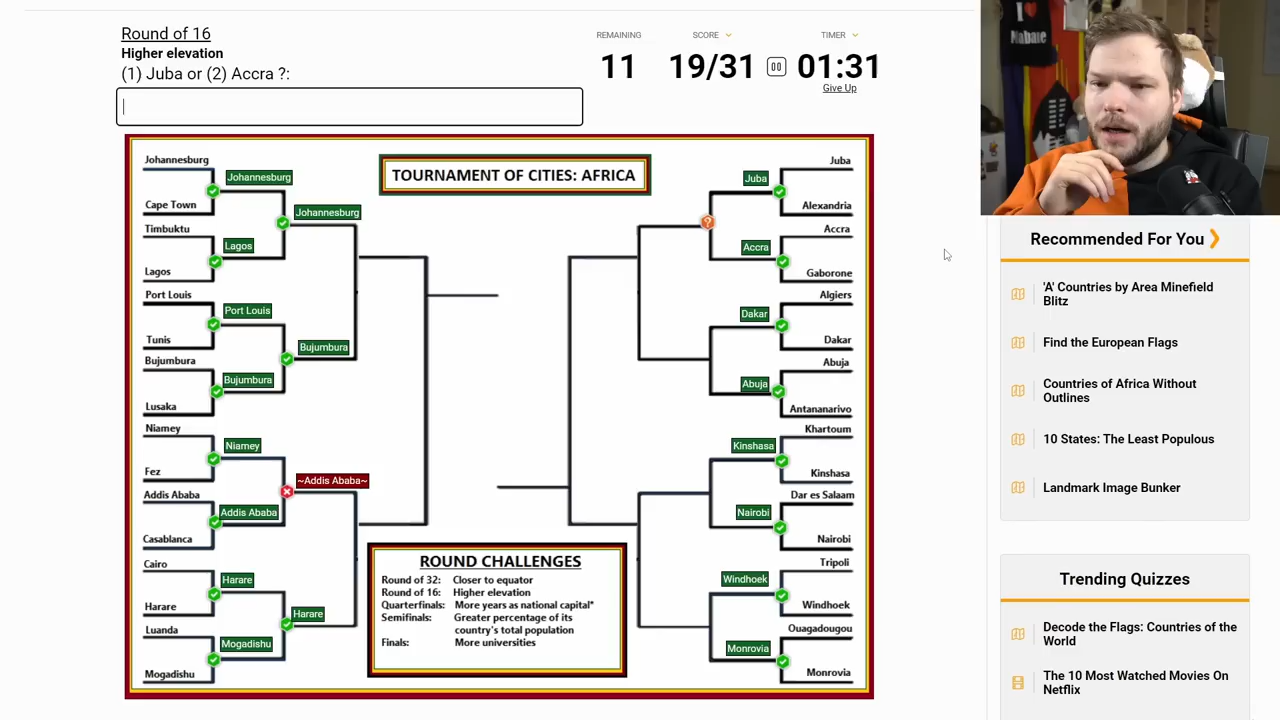 Round of 16
Higher elevation
(1) Juba or (2) Accra ?:
REMAINING
11
SCORE
19/31
TIMER
01:31
Give Up
I
Nabate
TOURNAMENT OF CITIES: AFRICA
Johannesburg
Cape Town
Timbuktu
Lagos
Port Louis
Tunis
Bujumbura
Lusaka
Niamey
Fez
Addis Ababa
Casablanca
Cairo
Harare
Luanda
Mogadishu
Johannesburg
Lagos
Port Louis
Bujumbura
Niamey
Addis Ababa
Harare
Mogadishu
Johannesburg
Bujumbura
~Addis Ababa~
Harare
Juba
Accra
Dakar
Abuja
Kinshasa
Nairobi
Windhoek
Monrovia
Juba
Alexandria
Accra
Gaborone
Algiers
Dakar
Abuja
Antananarivo
Khartoum
Kinshasa
Dar es Salaam
Nairobi
Tripoli
Windhoek
Ouagadougou
Monrovia
ROUND CHALLENGES
Round of 32: Closer to equator
Round of 16: Higher elevation
Quarterfinals: More years as national capital*
Semifinals: Greater percentage of its
country's total population
Finals: More universities
Recommended For You
'A' Countries by Area Minefield
Blitz
Find the European Flags
Countries of Africa Without
Outlines
10 States: The Least Populous
Landmark Image Bunker
Trending Quizzes
Decode the Flags: Countries of the
World
The 10 Most Watched Movies On
Netflix